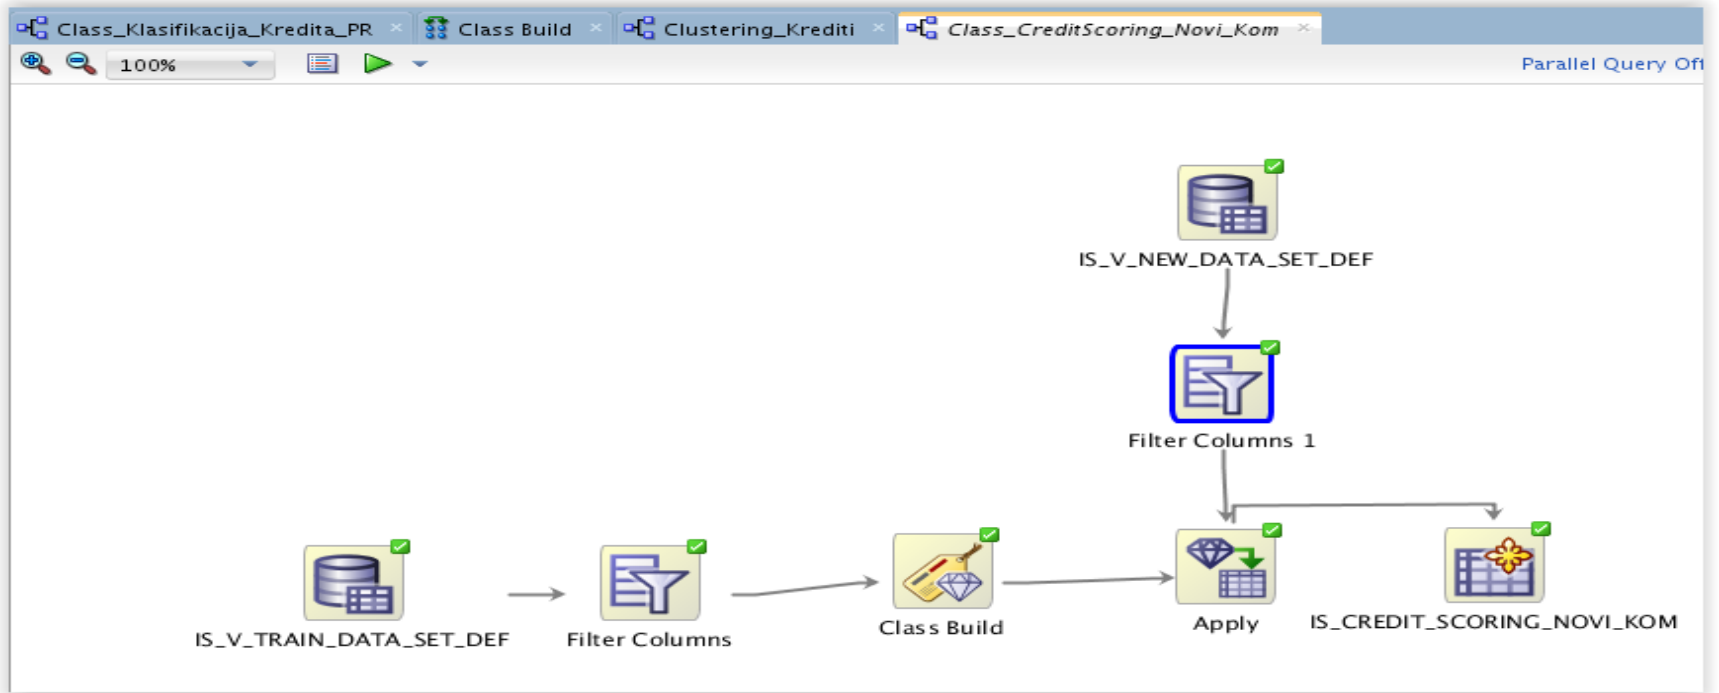 Class_Klasifikacija_Kredita_PR
Class Build
Clustering_Krediti
Class_CreditScoring_Novi_Kom
100%
Parallel Query Off
IS_V_NEW_DATA_SET_DEF
Filter Columns 1
IS_V_TRAIN_DATA_SET_DEF
Filter Columns
Class Build
Apply
IS_CREDIT_SCORING_NOVI_KOM